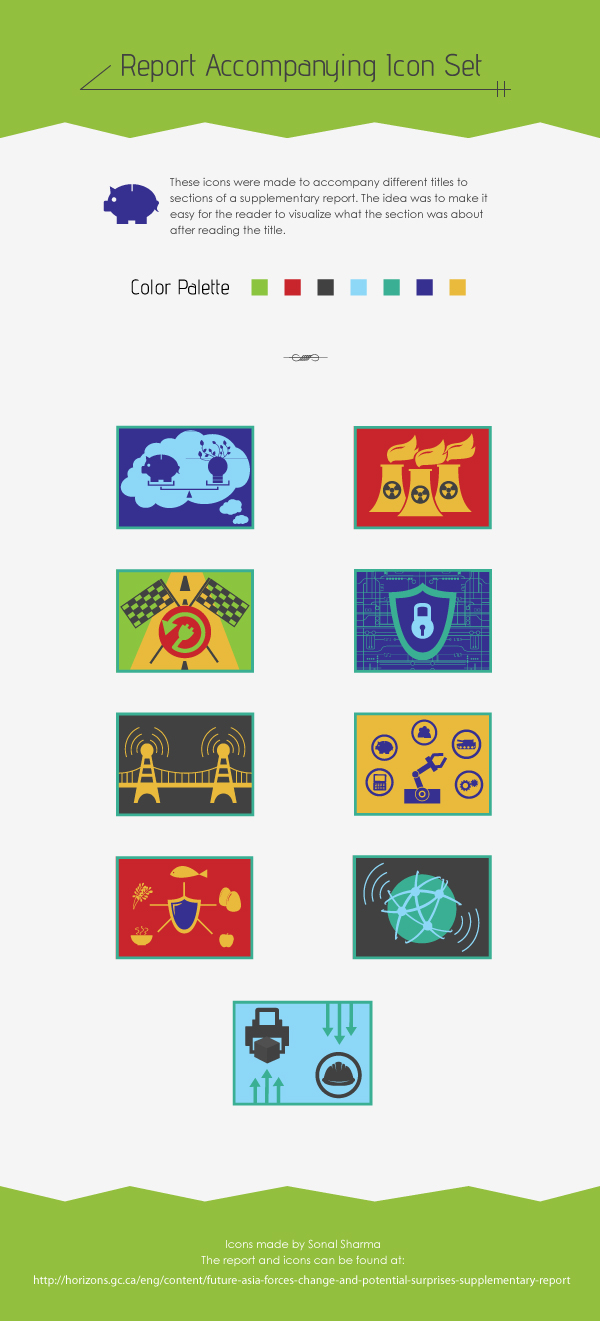 Report Accompanying Icon Set
These icons were made to accompany different titles to
sections of a supplementary report. The idea was to make it
easy for the reader to visualize what the section was about
after reading the title.
Color Palette
Icons made by Sonal Sharma
The report and icons can be found at:
http://horizons.gc.ca/eng/content/future-asia-forces-change-and-potential-surprises-supplementary-report